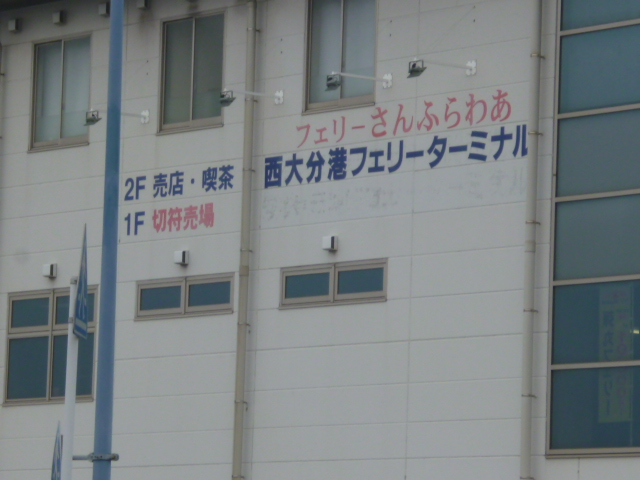 フェリーさんふらわあ
西大分港フェリーターミナル
2F 売店・喫茶
1F 切符売場